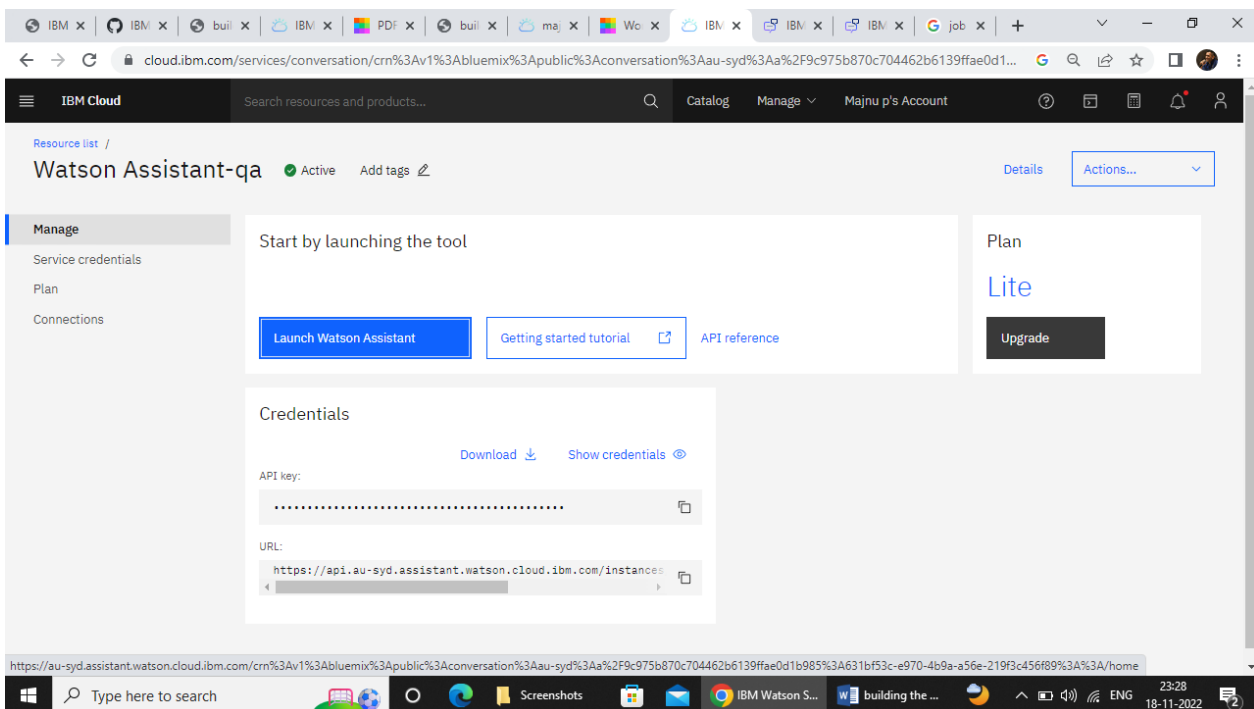 IBM IBM buil IBM PDF buil maj Wo IBM IBM IBM job
cloud.ibm.com/services/conversation/crn%3Av1%3Abluemix%3Apublic%3Aconversation%3Aau-syd%3Aa%2F9c975b870c704462b6139ffae0d1...
IBM Cloud Search resources and products... Catalog Manage Majnu p's Account
Resource list /
Watson Assistant-qa Active Add tags Details Actions...
Manage
Service credentials
Plan
Connections
Start by launching the tool
Launch Watson Assistant Getting started tutorial API reference
Plan
Lite
Upgrade
Credentials
Download Show credentials
API key:
............................................
URL:
https://api.au-syd.assistant.watson.cloud.ibm.com/instances
https://au-syd.assistant.watson.cloud.ibm.com/crn%3Av1%3Abluemix%3Apublic%3Aconversation%3Aau-syd%3Aa%2F9c975b870c704462b6139ffae0d1b985%3A631bf53c-e970-4b9a-a56e-219f3c456f89%3A%3A/home
Type here to search Screenshots IBM Watson S... building the ... ENG 23:28
18-11-2022